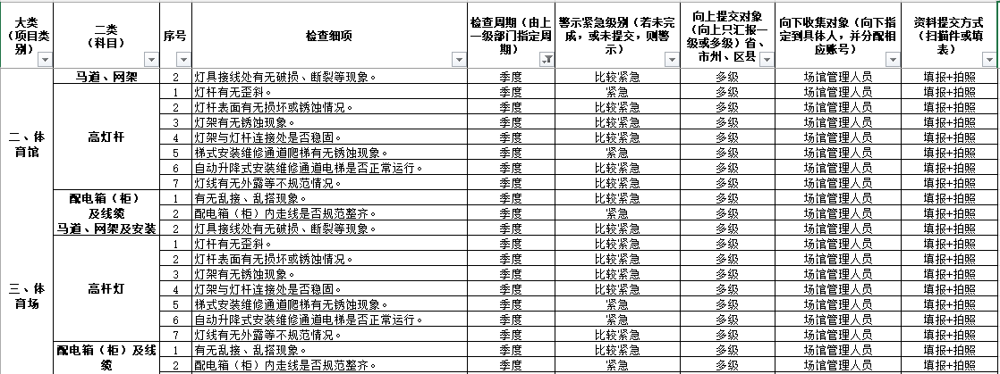 大类（项目类别） 二类（科目） 序号 检查细项 检查周期（由上一级部门指定周期） 警示紧急级别（若未完成，或未提交，则警示） 向上提交对象（向上只汇报一级或多级）省、市州、区县 向下收集对象（向下指定到具体人，并分配相应账号） 资料提交方式（扫描件或填表）
二、体育馆
马道、网架 2 灯具接线处有无破损、断裂等现象。 季度 比较紧急 多级 场馆管理人员 填报+拍照
高灯杆
1 灯杆有无歪斜。 季度 紧急 多级 场馆管理人员 填报+拍照
2 灯杆表面有无损坏或锈蚀情况。 季度 比较紧急 多级 场馆管理人员 填报+拍照
3 灯架有无锈蚀现象。 季度 比较紧急 多级 场馆管理人员 填报+拍照
4 灯架与灯杆连接处是否稳固。 季度 比较紧急 多级 场馆管理人员 填报+拍照
5 梯式安装维修通道爬梯有无锈蚀现象。 季度 紧急 多级 场馆管理人员 填报+拍照
6 自动升降式安装维修通道电梯是否正常运行。 季度 比较紧急 多级 场馆管理人员 填报+拍照
7 灯线有无外露等不规范情况。 季度 比较紧急 多级 场馆管理人员 填报+拍照
配电箱（柜）及线缆
1 有无乱接、乱搭现象。 季度 比较紧急 多级 场馆管理人员 填报+拍照
2 配电箱（柜）内走线是否规范整齐。 季度 紧急 多级 场馆管理人员 填报+拍照
三、体育场
马道、网架及安装 2 灯具接线处有无破损、断裂等现象。 季度 比较紧急 多级 场馆管理人员 填报+拍照
高杆灯
1 灯杆有无歪斜。 季度 比较紧急 多级 场馆管理人员 填报+拍照
2 灯杆表面有无损坏或锈蚀情况。 季度 比较紧急 多级 场馆管理人员 填报+拍照
3 灯架有无锈蚀现象。 季度 比较紧急 多级 场馆管理人员 填报+拍照
4 灯架与灯杆连接处是否稳固。 季度 比较紧急 多级 场馆管理人员 填报+拍照
5 梯式安装维修通道爬梯有无锈蚀现象。 季度 紧急 多级 场馆管理人员 填报+拍照
6 自动升降式安装维修通道电梯是否正常运行。 季度 紧急 多级 场馆管理人员 填报+拍照
7 灯线有无外露等不规范情况。 季度 比较紧急 多级 场馆管理人员 填报+拍照
配电箱（柜）及线缆
1 有无乱接、乱搭现象。 季度 比较紧急 多级 场馆管理人员 填报+拍照
2 配电箱（柜）内走线是否规范整齐。 季度 紧急 多级 场馆管理人员 填报+拍照